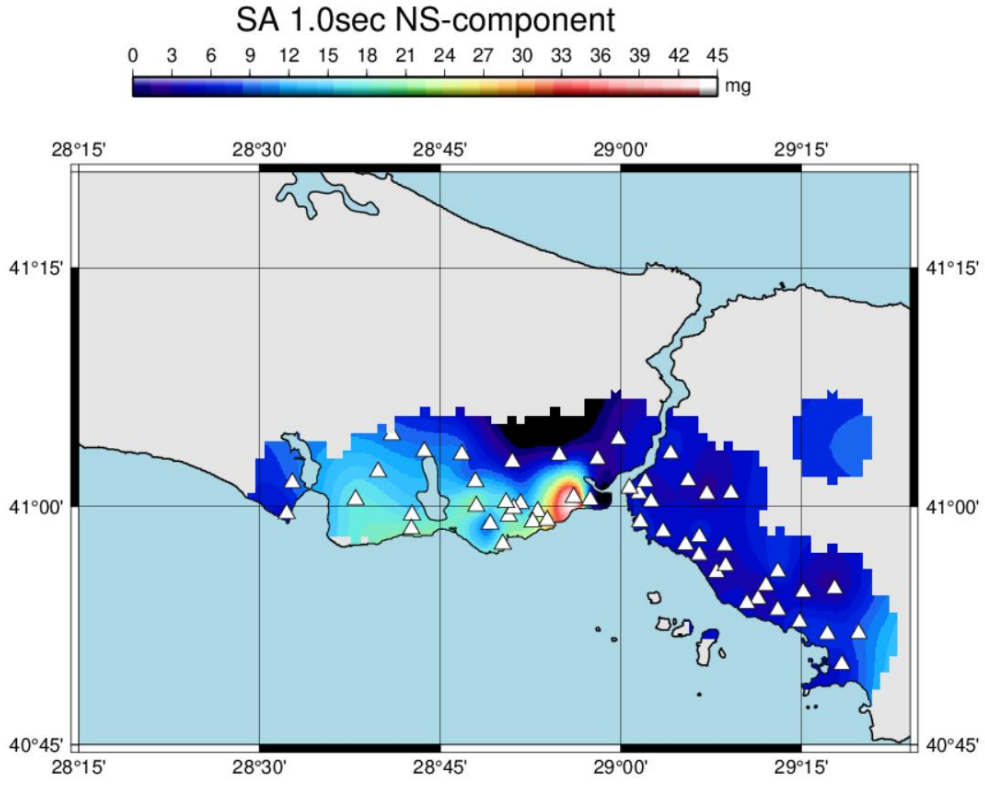 SA 1.0sec NS-component
0 3 6 9 12 15 18 21 24 27 30 33 36 39 42 45
mg
28°15' 28°30' 28°45' 29°00' 29°15'
41°15' 41°15'
41°00' 41°00'
40°45' 40°45'
28°15' 28°30' 28°45' 29°00' 29°15'